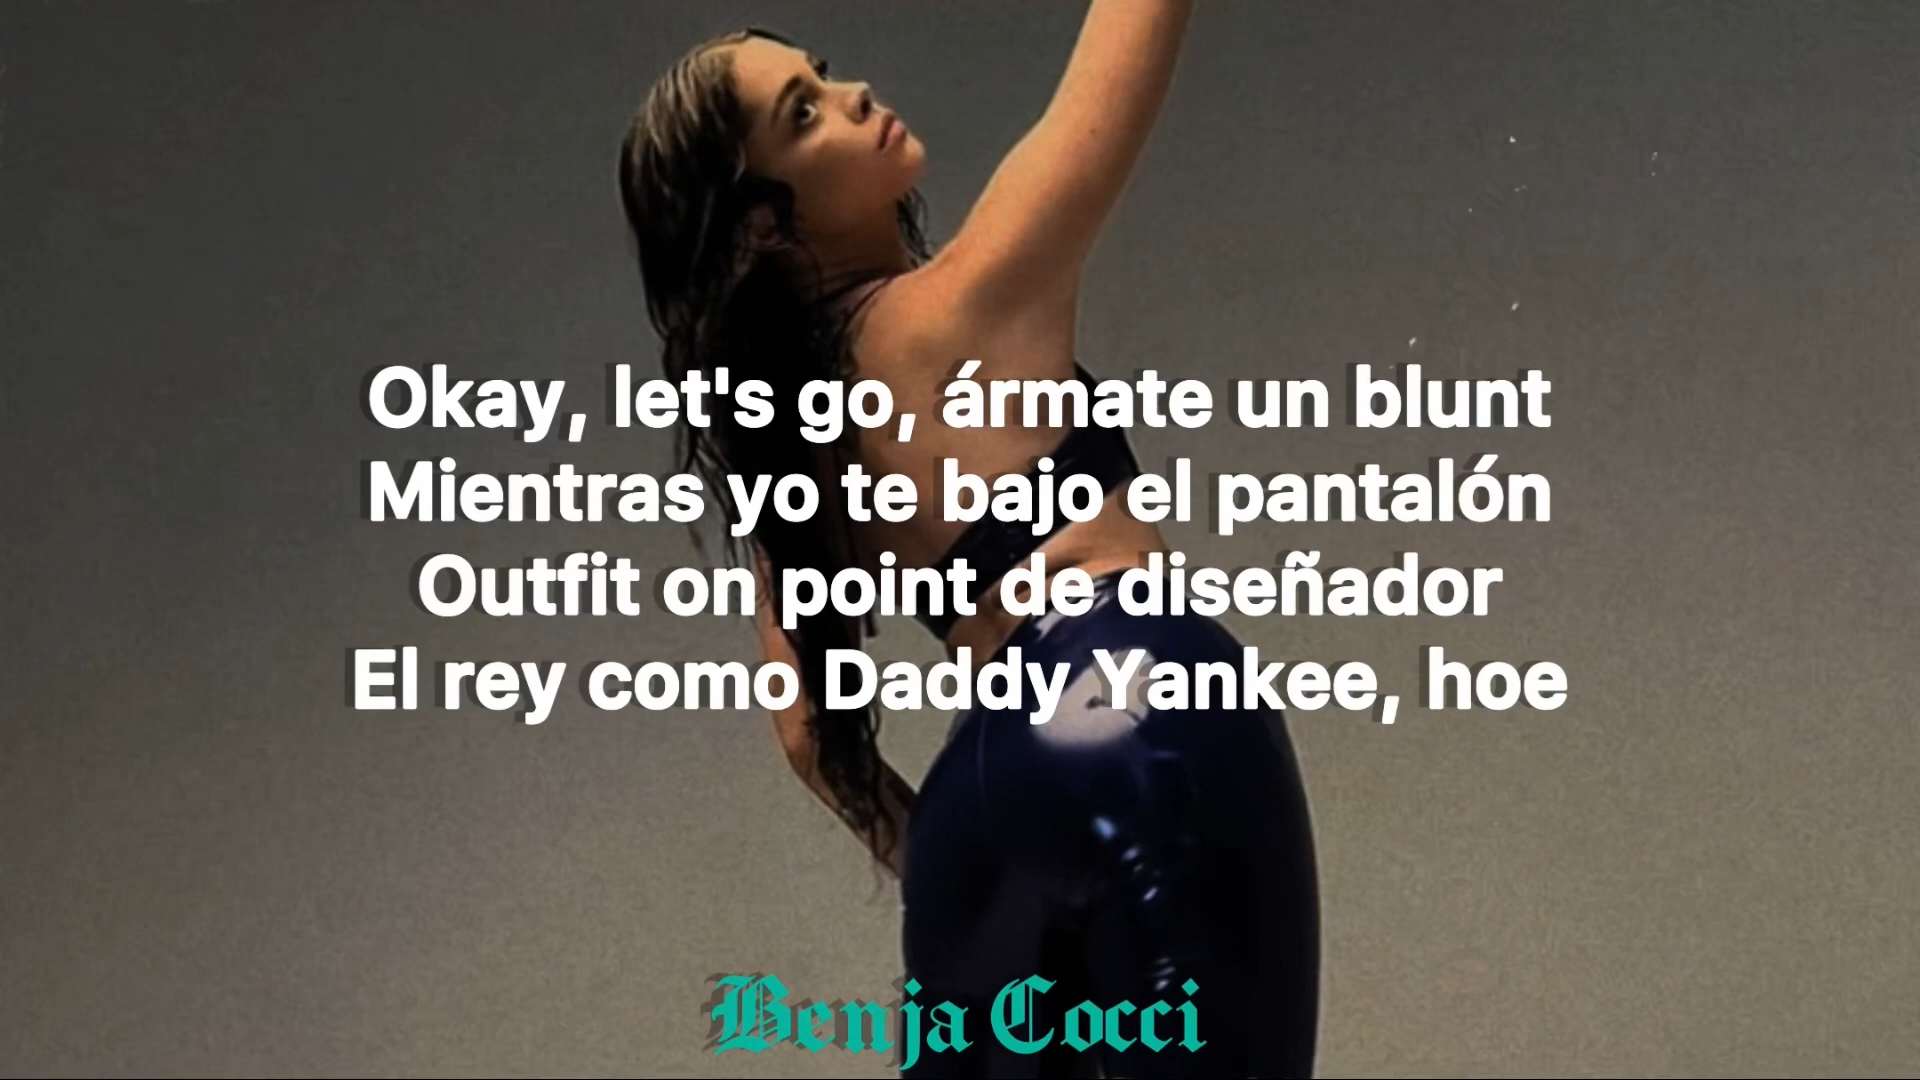 Okay, let's go, ármate un blunt
Mientras yo te bajo el pantalón
Outfit on point de diseñador
El rey como Daddy Yankee, hoe
Benja Cocci